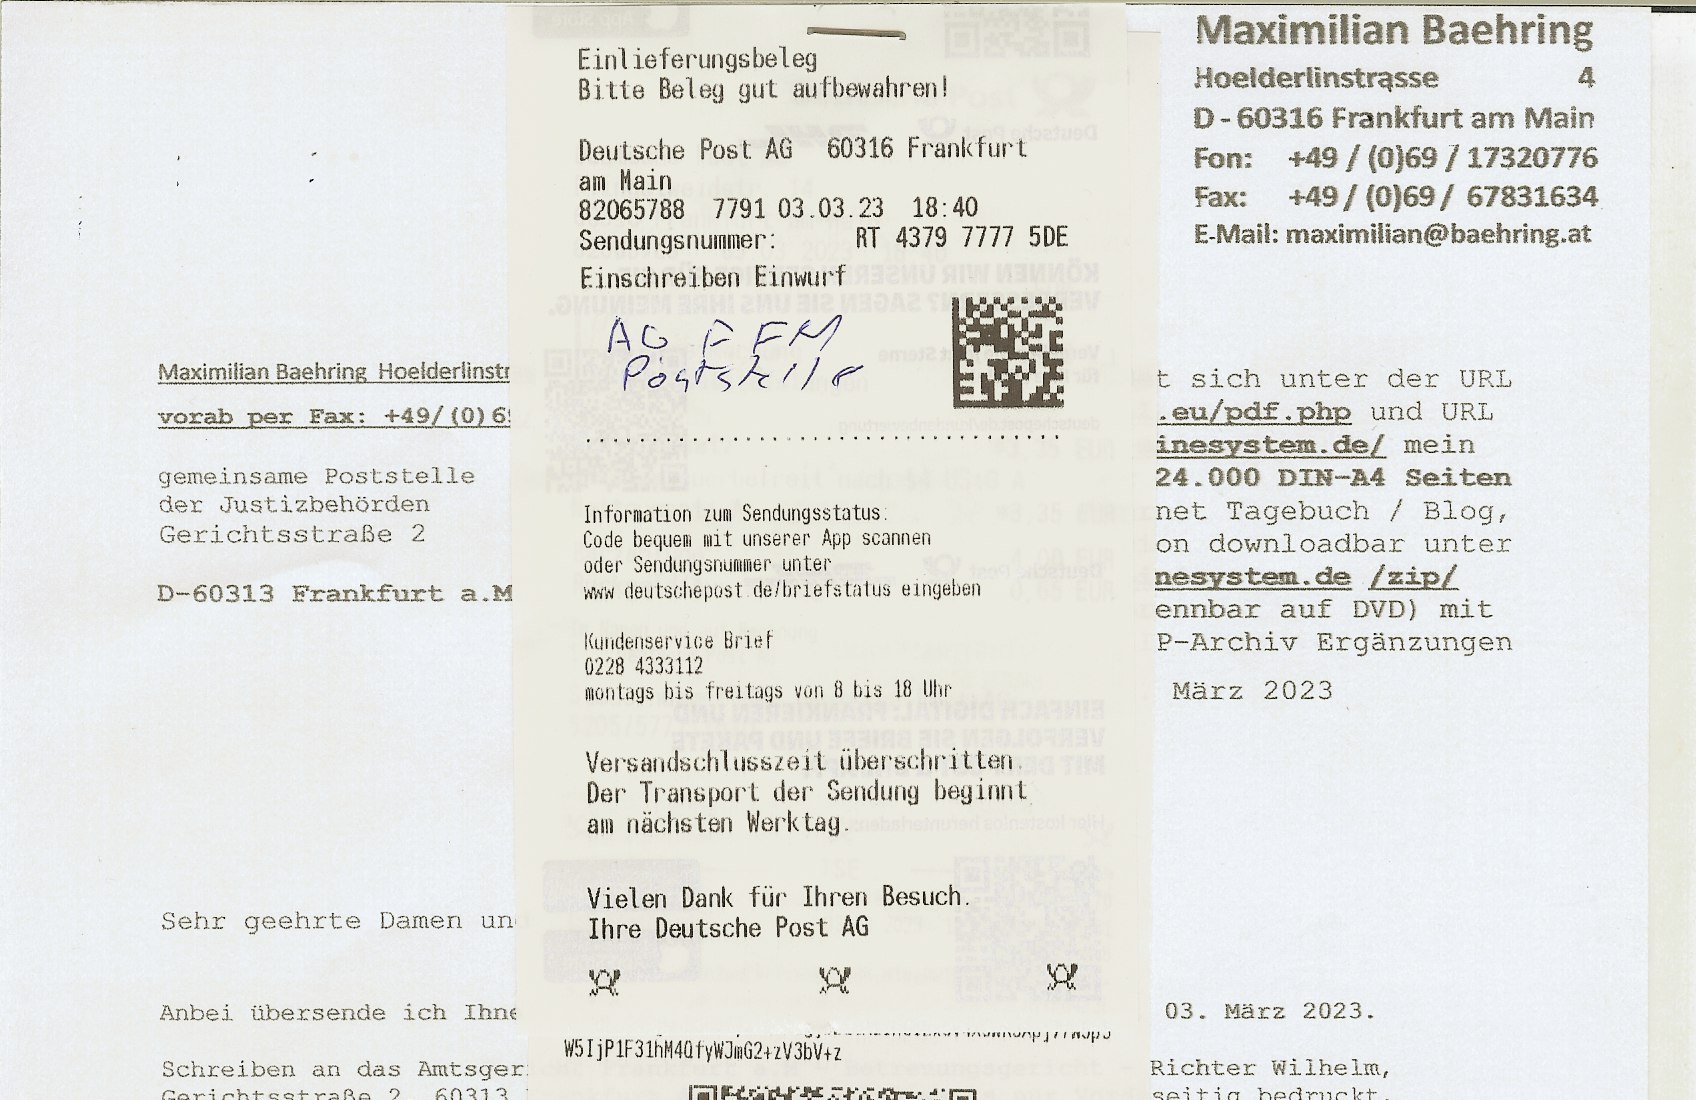 Maximilian Baehring
Hoelderlinstrasse 4
D - 60316 Frankfurt am Main
Fon: +49 / (0)69 / 17320776
Fax: +49 / (0)69 / 67831634
E-Mail: maximilian@baehring.at
Einlieferungsbeleg
Bitte Beleg gut aufbewahren!
Deutsche Post AG 60316 Frankfurt
am Main
82065788 7791 03.03.23 18:40
Sendungsnummer: RT 4379 7777 5DE
Einschreiben Einwurf
AG FFM
Poststelle
Information zum Sendungsstatus:
Code bequem mit unserer App scannen
oder Sendungsnummer unter
www deutschepost de/briefstatus eingeben
Kundenservice Brief
0228 4333112
montags bis freitags von 8 bis 18 Uhr
Versandschlusszeit überschritten.
Der Transport der Sendung beginnt
am nächsten Werktag.
Vielen Dank für Ihren Besuch.
Ihre Deutsche Post AG
W5IjP1F31hM4QfyWJmG2+zV3bV+z
Maximilian Baehring Hoelderlinstr
vorab per Fax: +49/(0)69
gemeinsame Poststelle
der Justizbehörden
Gerichtsstraße 2
D-60313 Frankfurt a.M
t sich unter der URL
.eu/pdf.php und URL
inesystem.de/ mein
24.000 DIN-A4 Seiten
net Tagebuch / Blog,
on downloadbar unter
nesystem.de /zip/
ennbar auf DVD) mit
P-Archiv Ergänzungen
März 2023
Sehr geehrte Damen un
Anbei übersende ich Ihne 03. März 2023.
Schreiben an das Amtsger Richter Wilhelm,
Gerichtsstraße 2, 60313 seitig bedruckt.